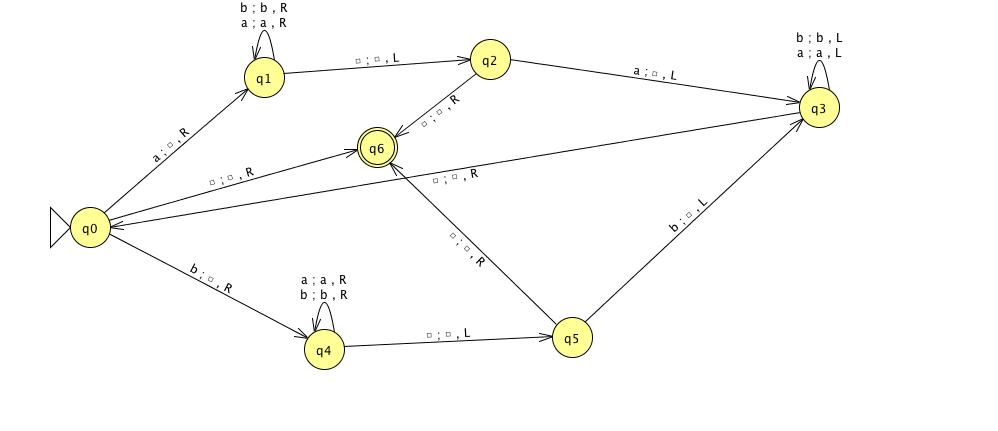 b ; b , R
a ; a , R
b ; b , L
a ; a , L
q1
□ ; □ , L
q2
a ; □ , L
q3
a ; □ , R
□ ; □ , R
q6
□ ; □ , R
□ ; □ , R
q0
b ; □ , L
□ ; □ , R
b ; □ , R
a ; a , R
b ; b , R
q4
□ ; □ , L
q5